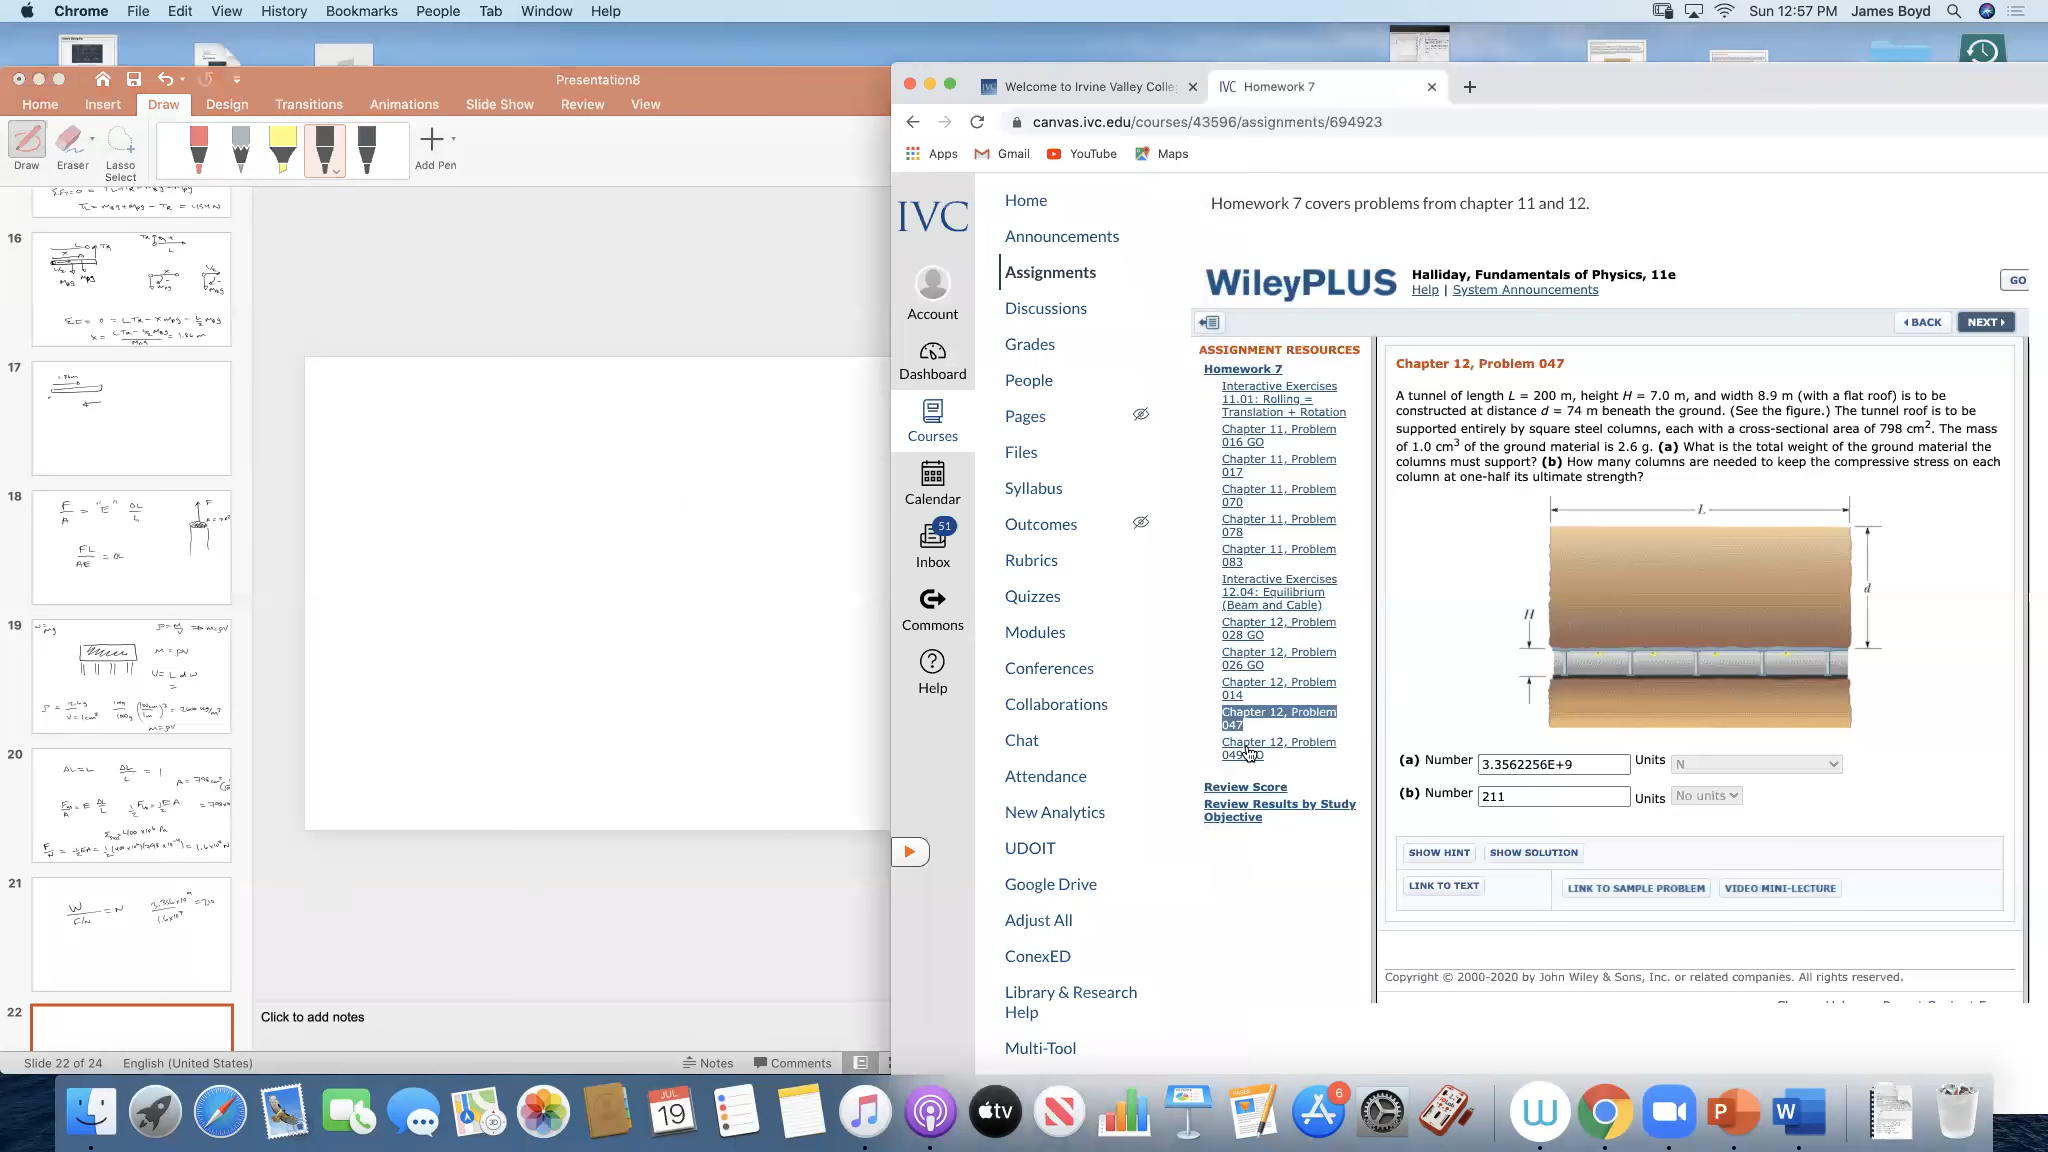 Chrome File Edit View History Bookmarks People Tab Window Help
Sun 12:57 PM James Boyd
Presentation8
Home Insert Draw Design Transitions Animations Slide Show Review View
Draw
Eraser
Lasso
Select
Add Pen
16
17
18
19
20
21
22
Click to add notes
Slide 22 of 24 English (United States)
Notes Comments
Welcome to Irvine Valley Colle
IVC Homework 7
canvas.ivc.edu/courses/43596/assignments/694923
Apps Gmail YouTube Maps
IVC
Account
Dashboard
Courses
Calendar
51
Inbox
Commons
Help
Home
Announcements
Assignments
Discussions
Grades
People
Pages
Files
Syllabus
Outcomes
Rubrics
Quizzes
Modules
Conferences
Collaborations
Chat
Attendance
New Analytics
UDOIT
Google Drive
Adjust All
ConexED
Library & Research
Help
Multi-Tool
Homework 7 covers problems from chapter 11 and 12.
WileyPLUS
Halliday, Fundamentals of Physics, 11e
Help | System Announcements
GO
BACK NEXT
ASSIGNMENT RESOURCES
Homework 7
Interactive Exercises
11.01: Rolling =
Translation + Rotation
Chapter 11, Problem
016 GO
Chapter 11, Problem
017
Chapter 11, Problem
070
Chapter 11, Problem
078
Chapter 11, Problem
083
Interactive Exercises
12.04: Equilibrium
(Beam and Cable)
Chapter 12, Problem
028 GO
Chapter 12, Problem
026 GO
Chapter 12, Problem
014
Chapter 12, Problem
047
Chapter 12, Problem
Review Score
Review Results by Study
Objective
Chapter 12, Problem 047
A tunnel of length L = 200 m, height H = 7.0 m, and width 8.9 m (with a flat roof) is to be
constructed at distance d = 74 m beneath the ground. (See the figure.) The tunnel roof is to be
supported entirely by square steel columns, each with a cross-sectional area of 798 cm². The mass
of 1.0 cm³ of the ground material is 2.6 g. (a) What is the total weight of the ground material the
columns must support? (b) How many columns are needed to keep the compressive stress on each
column at one-half its ultimate strength?
L
d
H
(a) Number 3.3562256E+9 Units N
(b) Number 211 Units No units
SHOW HINT SHOW SOLUTION
LINK TO TEXT LINK TO SAMPLE PROBLEM VIDEO MINI-LECTURE
Copyright © 2000-2020 by John Wiley & Sons, Inc. or related companies. All rights reserved.
JUL
19
tv
6
P
W